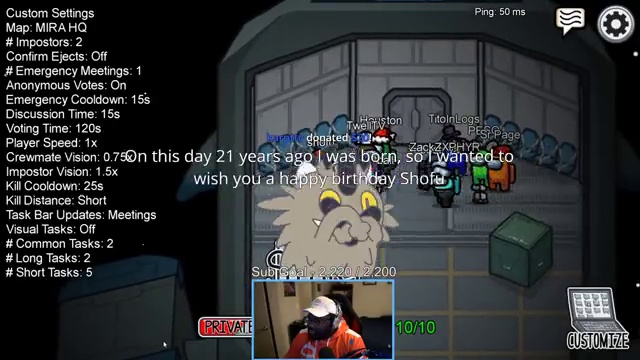 Custom Settings
Map: MIRA HQ
# Impostors: 2
Confirm Ejects: Off
# Emergency Meetings: 1
Anonymous Votes: On
Emergency Cooldown: 15s
Discussion Time: 15s
Voting Time: 120s
Player Speed: 1x
Crewmate Vision: 0.75x
Impostor Vision: 1.5x
Kill Cooldown: 25s
Kill Distance: Short
Task Bar Updates: Meetings
Visual Tasks: Off
# Common Tasks: 2
# Long Tasks: 2
# Short Tasks: 5
Ping: 50 ms
Houston
TwellTV
TitoInLogs
ZackZXPHYR
donated
On this day 21 years ago I was born, so I wanted to
wish you a happy birthday Shofu
Sub Goal : 2,220 / 2,200
PRIVATE
10/10
CUSTOMIZE